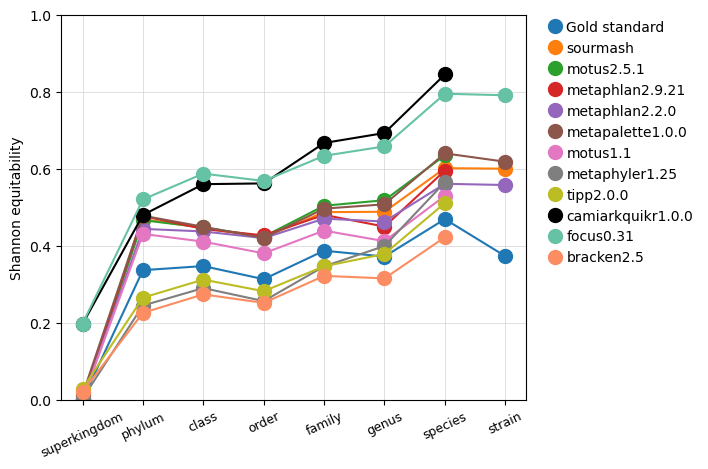 1.0
0.8
0.6
0.4
0.2
0.0
Shannon equitability
superkingdom
phylum
class
order
family
genus
species
strain
Gold standard
sourmash
motus2.5.1
metaphlan2.9.21
metaphlan2.2.0
metapalette1.0.0
motus1.1
metaphyler1.25
tipp2.0.0
camiarkquikr1.0.0
focus0.31
bracken2.5